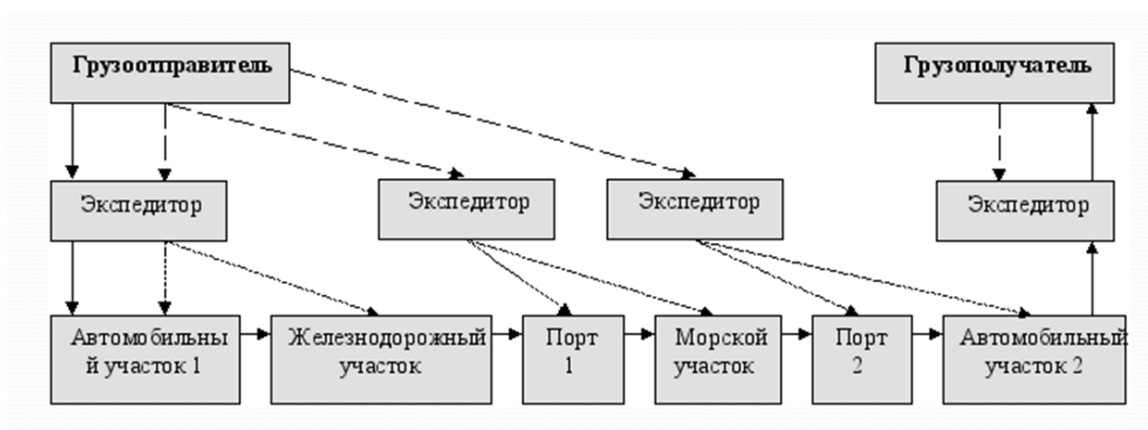 Грузоотправитель
Грузополучатель
Экспедитор
Экспедитор
Экспедитор
Экспедитор
Автомобильны
й участок 1
Железнодорожный
участок
Порт
1
Морской
участок
Порт
2
Автомобильный
участок 2